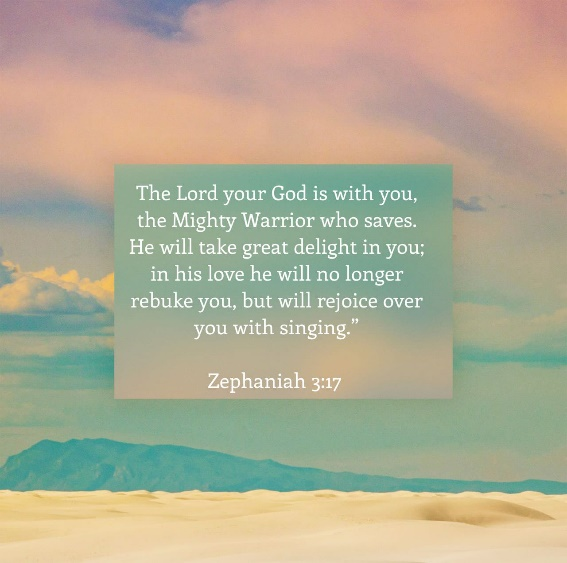 The Lord your God is with you,
the Mighty Warrior who saves.
He will take great delight in you;
in his love he will no longer
rebuke you, but will rejoice over
you with singing.”
Zephaniah 3:17